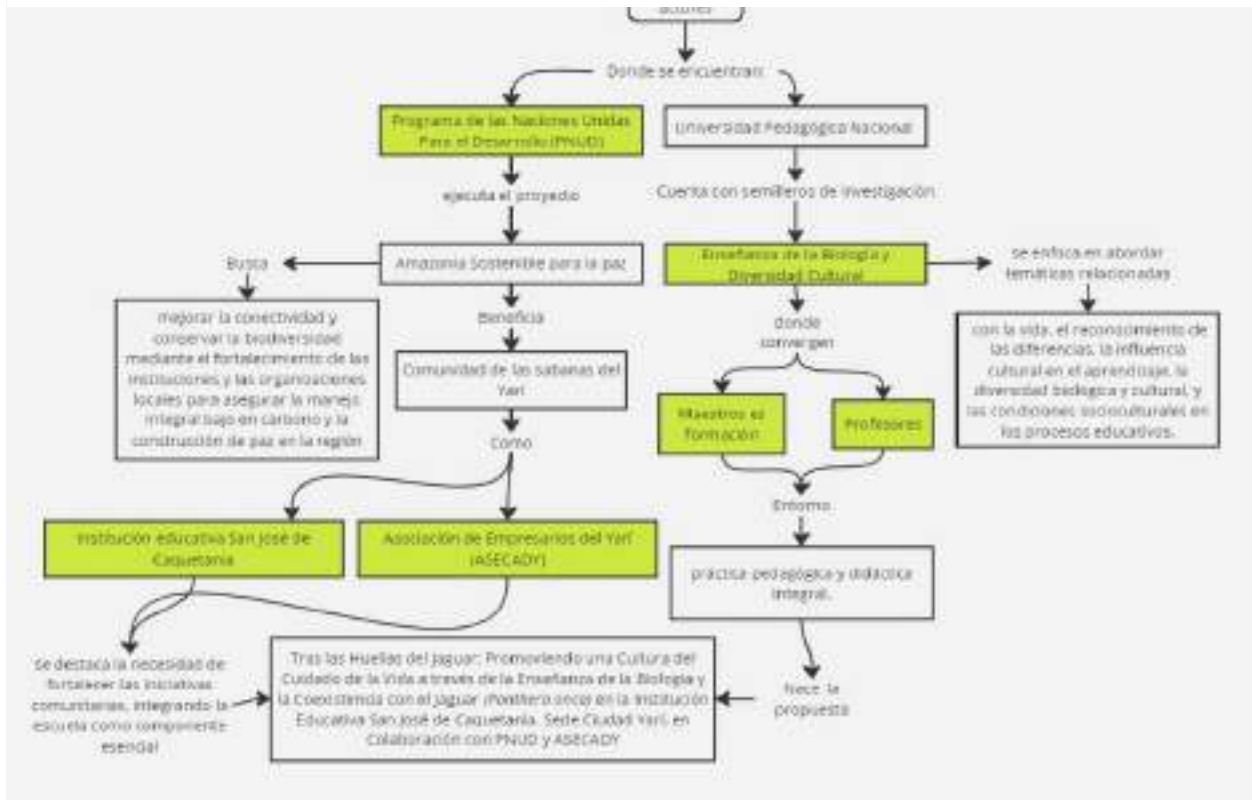 actores
Donde se encuentran:
Programa de las Naciones Unidas
Para el Desarrollo (PNUD)
Universidad Pedagógica Nacional
ejecuta el proyecto
Cuenta con semilleros de investigación
Busca
Amazonia Sostenible para la paz
Enseñanza de la Biología y
Diversidad Cultural
se enfoca en abordar
temáticas relacionadas
mejorar la conectividad y
conservar la biodiversidad
mediante el fortalecimiento de las
instituciones y las organizaciones
locales para asegurar la manejo
integral bajo en carbono y la
construcción de paz en la región
Beneficia
Comunidad de las sabanas del
Yarí
Como
donde
convergen
Maestros
formación
Profesores
con la vida, el reconocimiento de
las diferencias, la influencia
cultural en el aprendizaje, la
diversidad biológica y cultural, y
las condiciones socioculturales en
los procesos educativos.
Institución educativa San José de
Caquetania
Asociación de Empresarios del Yarí
(ASECADY)
Entorno
práctica pedagógica y didáctica
integral.
se destaca la necesidad de
fortalecer las iniciativas
comunitarias, integrando la
escuela como componente
esencial
Tras las Huellas del Jaguar: Promoviendo una Cultura del
Cuidado de la Vida a través de la Enseñanza de la Biología y
la Coexistencia con el Jaguar (Panthera onca) en la Institución
Educativa San José de Caquetania. Sede Ciudad Yarí, en
Colaboración con PNUD y ASECADY
Nace la
propuesta